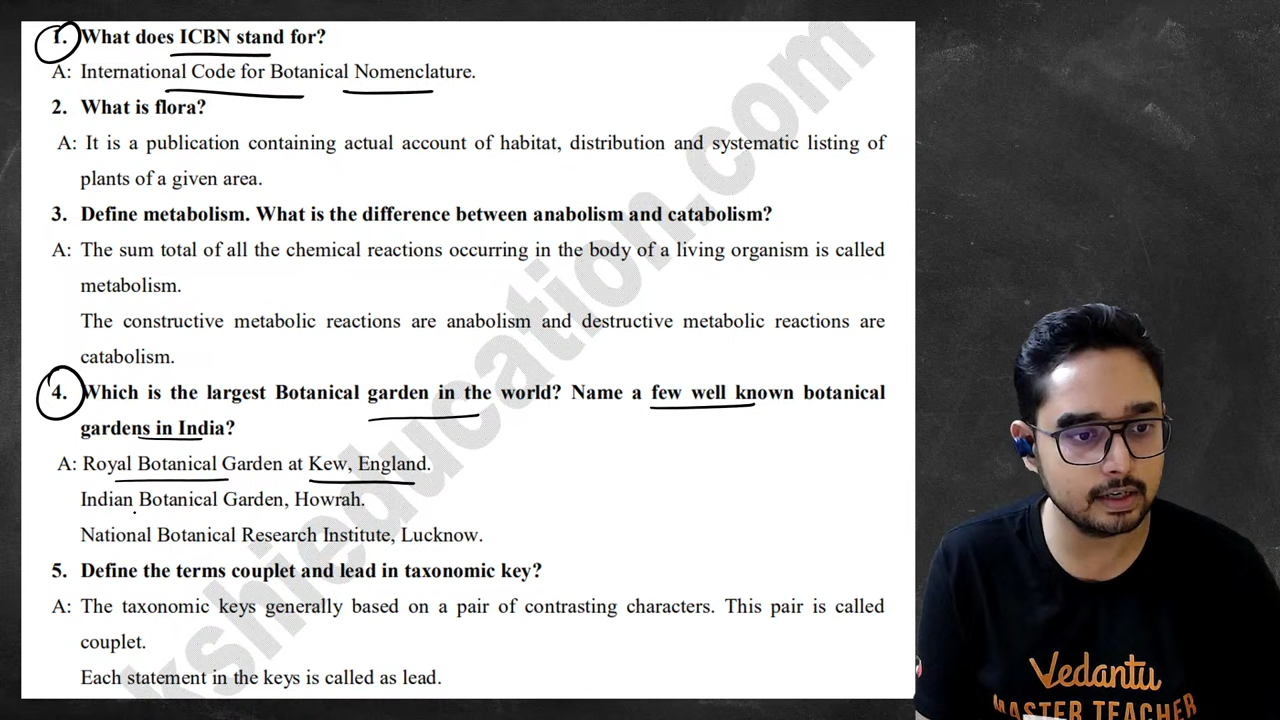 1. What does ICBN stand for?
A: International Code for Botanical Nomenclature.
2. What is flora?
A: It is a publication containing actual account of habitat, distribution and systematic listing of
plants of a given area.
3. Define metabolism. What is the difference between anabolism and catabolism?
A: The sum total of all the chemical reactions occurring in the body of a living organism is called
metabolism.
The constructive metabolic reactions are anabolism and destructive metabolic reactions are
catabolism.
4. Which is the largest Botanical garden in the world? Name a few well known botanical
gardens in India?
A: Royal Botanical Garden at Kew, England.
Indian Botanical Garden, Howrah.
National Botanical Research Institute, Lucknow.
5. Define the terms couplet and lead in taxonomic key?
A: The taxonomic keys generally based on a pair of contrasting characters. This pair is called
couplet.
Each statement in the keys is called as lead.
kshieducation.com
Vedantu
MASTER TEACHER